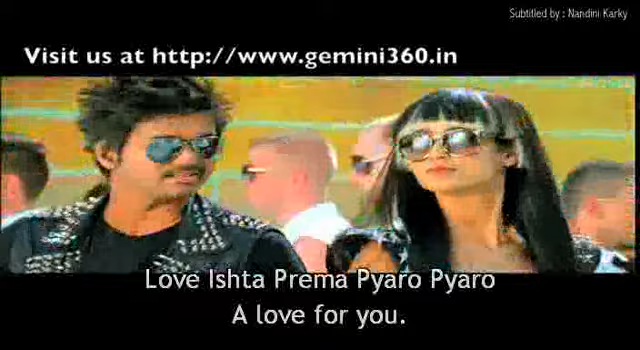 Subtitled by : Nandini Karky
Visit us at http://www.gemini360.in
Love Ishta Prema Pyaro Pyaro
A love for you.